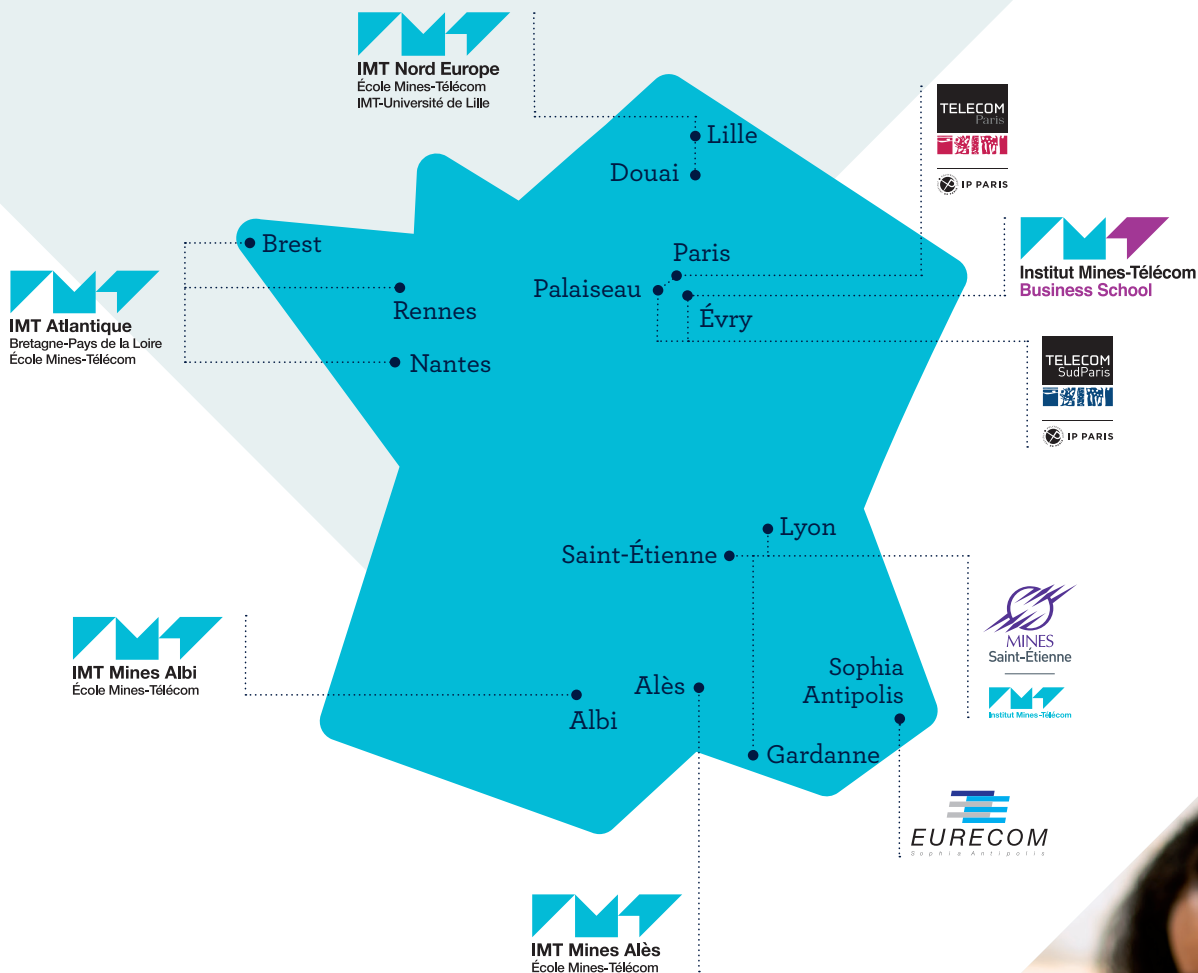 IMT Nord Europe
École Mines-Télécom
IMT-Université de Lille
TELECOM
Paris
IP PARIS
Lille
Douai
Brest
Rennes
Nantes
Paris
Palaiseau
Évry
Institut Mines-Télécom
Business School
IMT Atlantique
Bretagne-Pays de la Loire
École Mines-Télécom
TELECOM
SudParis
IP PARIS
Lyon
Saint-Étienne
MINES
Saint-Étienne
Institut Mines-Télécom
IMT Mines Albi
École Mines-Télécom
Albi
Alès
Sophia
Antipolis
Gardanne
EURECOM
Sophia Antipolis
IMT Mines Alès
École Mines-Télécom